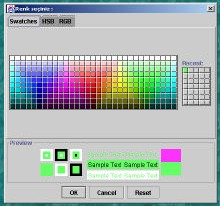 Renk seçiniz :
Swatches HSB RGB
Recent:
Preview
Sample Text Sample Text
Sample Text Sample Text
Sample Text Sample Text
OK Cancel Reset